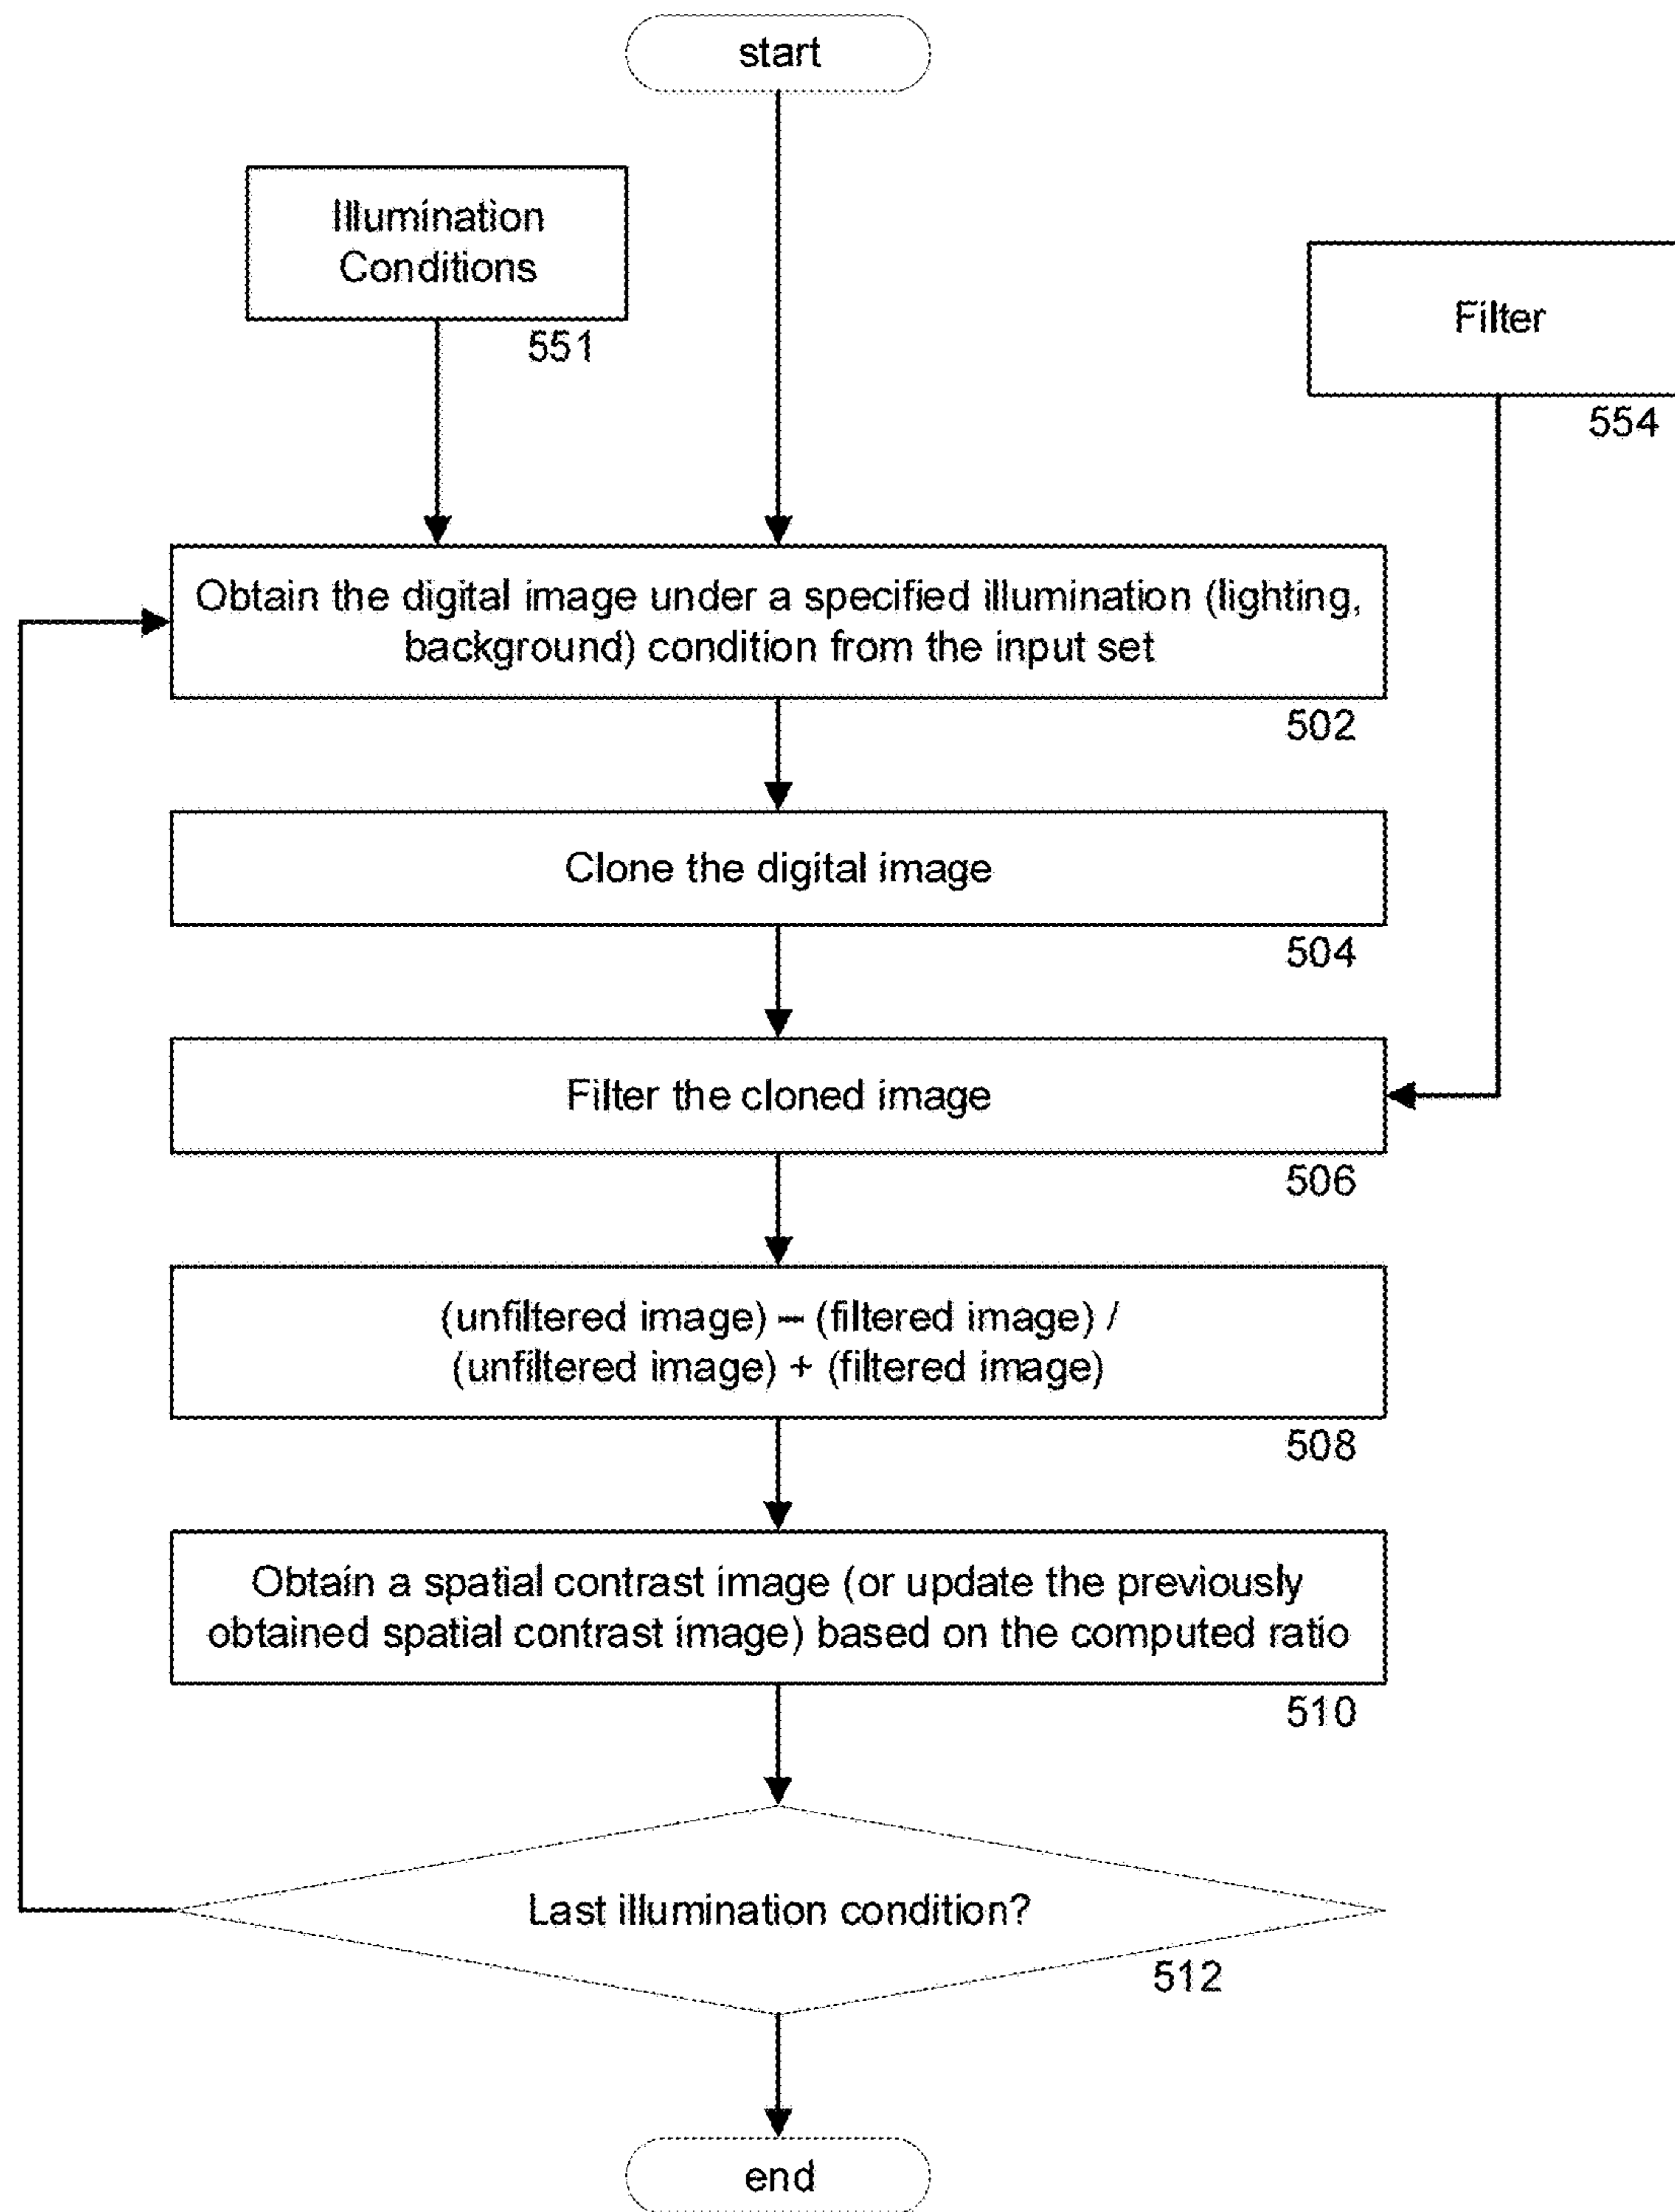 start
Illumination
Conditions
551
Filter
554
Obtain the digital image under a specified illumination (lighting,
background) condition from the input set
502
Clone the digital image
504
Filter the cloned image
506
(unfiltered image) – (filtered image) /
(unfiltered image) + (filtered image)
508
Obtain a spatial contrast image (or update the previously
obtained spatial contrast image) based on the computed ratio
510
Last illumination condition?
512
end